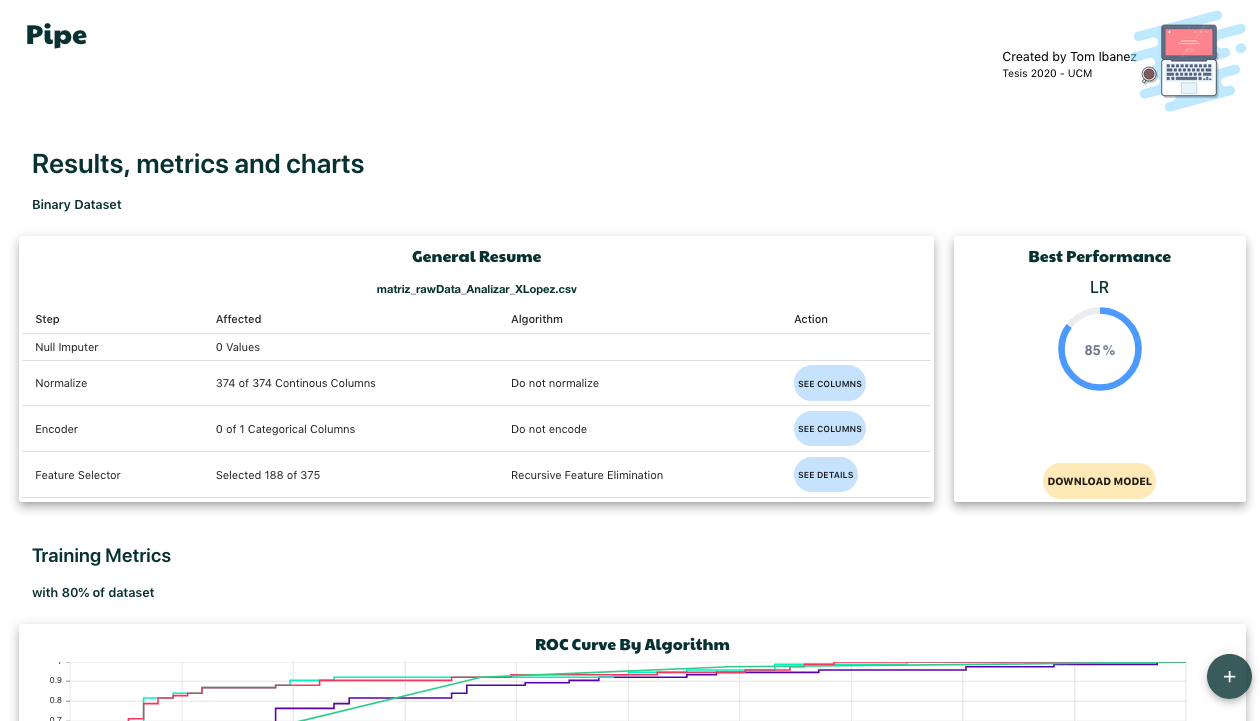 Pipe
Created by Tom Ibanez
Tesis 2020 - UCM
Results, metrics and charts
Binary Dataset
General Resume
matriz_rawData_Analizar_XLopez.csv
Step Affected Algorithm Action
Null Imputer 0 Values
Normalize 374 of 374 Continous Columns Do not normalize SEE COLUMNS
Encoder 0 of 1 Categorical Columns Do not encode SEE COLUMNS
Feature Selector Selected 188 of 375 Recursive Feature Elimination SEE DETAILS
Best Performance
LR
85%
DOWNLOAD MODEL
Training Metrics
with 80% of dataset
ROC Curve By Algorithm
0.9
0.8
0.7
+